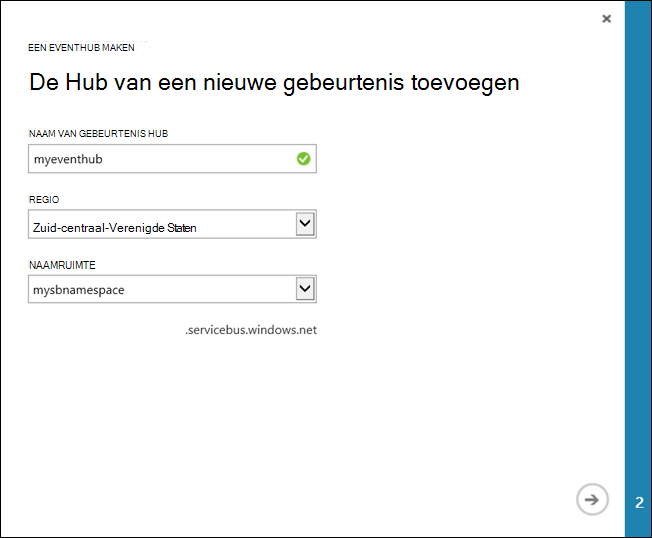 EEN EVENTHUB MAKEN
De Hub van een nieuwe gebeurtenis toevoegen
NAAM VAN GEBEURTENIS HUB
myeventhub
REGIO
Zuid-centraal-Verenigde Staten
NAAMRUIMTE
mysbnamespace
.servicebus.windows.net
2